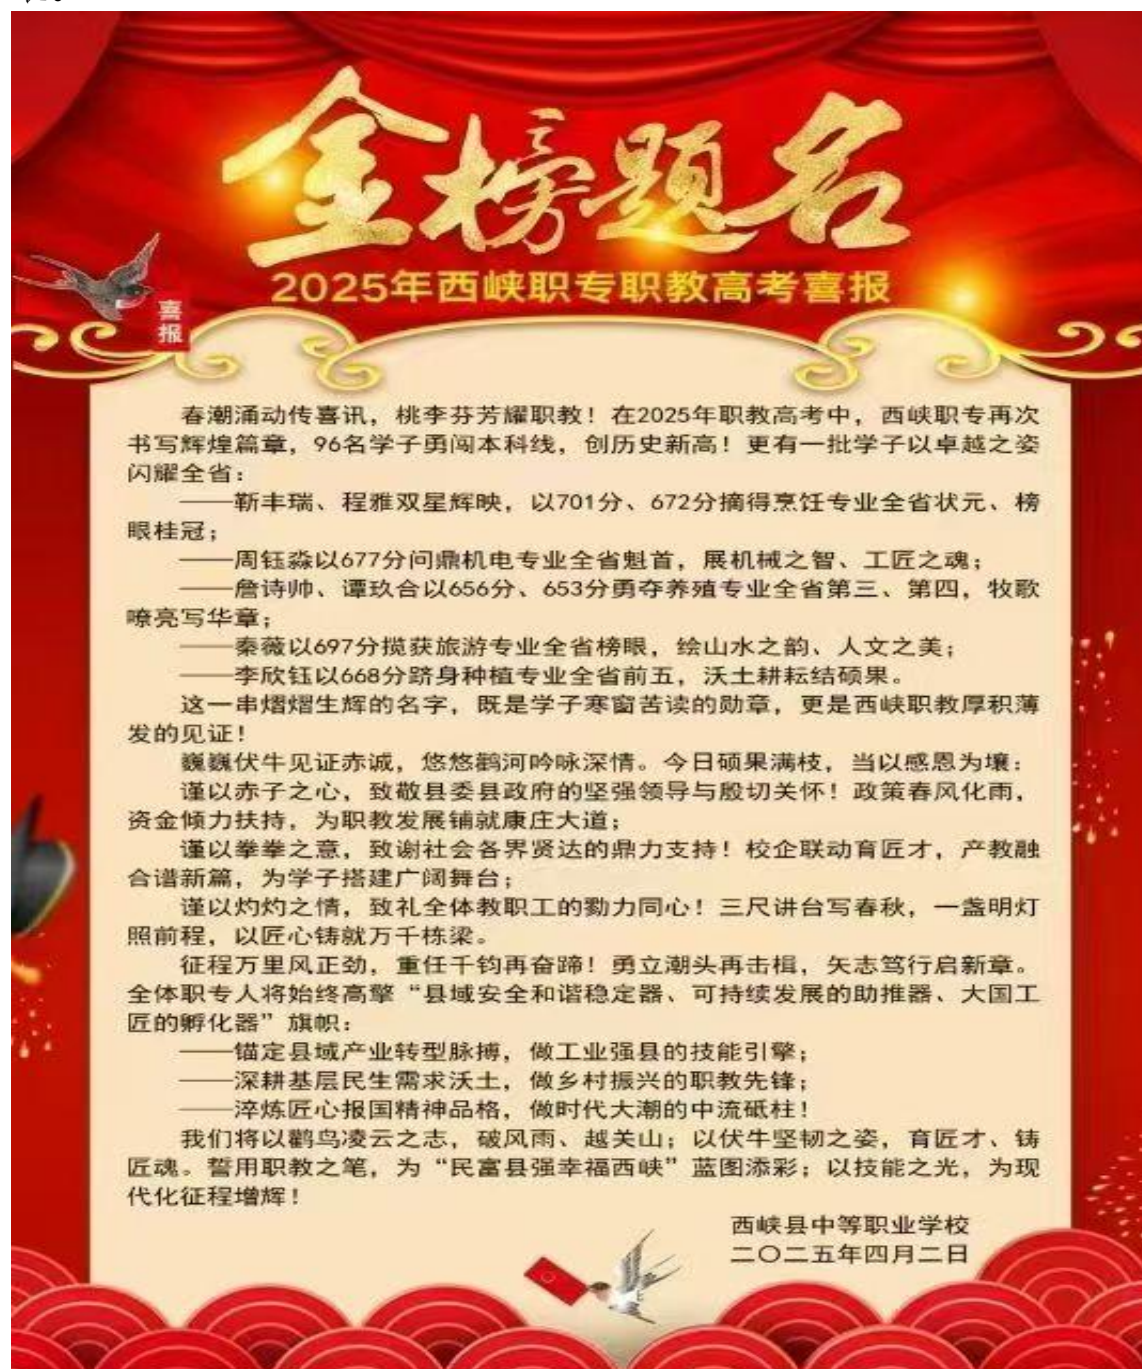 金榜题名
2025年西峡职专职教高考喜报
喜报
春潮涌动传喜讯，桃李芬芳耀职教！在2025年职教高考中，西峡职专再次
书写辉煌篇章，96名学子勇闯本科线，创历史新高！更有一批学子以卓越之姿
闪耀全省：
——靳丰瑞、程雅双星辉映，以701分、672分摘得烹饪专业全省状元、榜
眼桂冠；
——周钰淼以677分问鼎机电专业全省魁首，展机械之智、工匠之魂；
——詹诗帅、谭玖合以656分、653分勇夺养殖专业全省第三、第四，牧歌
嘹亮写华章；
——秦薇以697分揽获旅游专业全省榜眼，绘山水之韵、人文之美；
——李欣钰以668分跻身种植专业全省前五，沃土耕耘结硕果。
这一串熠熠生辉的名字，既是学子寒窗苦读的勋章，更是西峡职教厚积薄
发的见证！
巍巍伏牛见证赤诚，悠悠鹳河吟咏深情。今日硕果满枝，当以感恩为壤：
谨以赤子之心，致敬县委县政府的坚强领导与殷切关怀！政策春风化雨，
资金倾力扶持，为职教发展铺就康庄大道；
谨以拳拳之意，致谢社会各界贤达的鼎力支持！校企联动育匠才，产教融
合谱新篇，为学子搭建广阔舞台；
谨以灼灼之情，致礼全体教职工的勠力同心！三尺讲台写春秋，一盏明灯
照前程，以匠心铸就万千栋梁。
征程万里风正劲，重任千钧再奋蹄！勇立潮头再击楫，矢志笃行启新章。
全体职专人将始终高擎“县域安全和谐稳定器、可持续发展的助推器、大国工
匠的孵化器”旗帜：
——锚定县域产业转型脉搏，做工业强县的技能引擎；
——深耕基层民生需求沃土，做乡村振兴的职教先锋；
——淬炼匠心报国精神品格，做时代大潮的中流砥柱！
我们将以鹳鸟凌云之志，破风雨、越关山；以伏牛坚韧之姿，育匠才、铸
匠魂。誓用职教之笔，为“民富县强幸福西峡”蓝图添彩；以技能之光，为现
代化征程增辉！
西峡县中等职业学校
二〇二五年四月二日